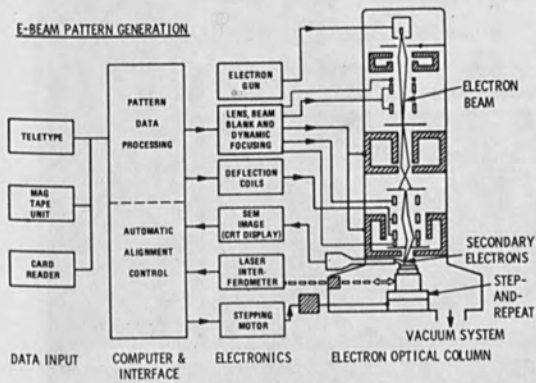 E-BEAM PATTERN GENERATION
TELETYPE
MAG
TAPE
UNIT
CARD
READER
DATA INPUT
PATTERN
DATA
PROCESSING
AUTOMATIC
ALIGNMENT
CONTROL
COMPUTER &
INTERFACE
ELECTRON
GUN
LENS, BEAM
BLANK AND
DYNAMIC
FOCUSING
DEFLECTION
COILS
SEM
IMAGE
(CRT DISPLAY)
LASER
INTER-
FEROMETER
STEPPING
MOTOR
ELECTRONICS
ELECTRON
BEAM
SECONDARY
ELECTRONS
STEP-
AND-
REPEAT
VACUUM SYSTEM
ELECTRON OPTICAL COLUMN